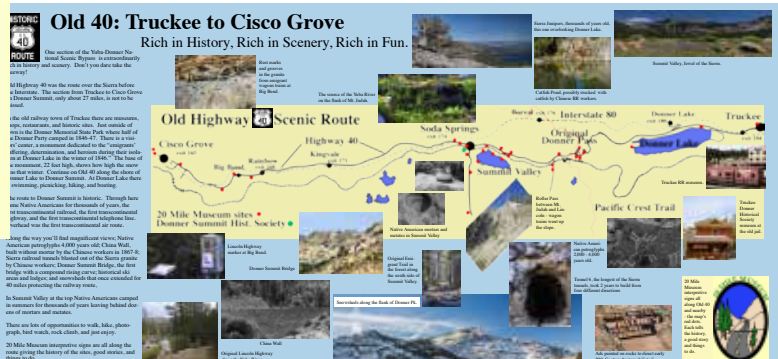 HISTORIC
40
ROUTE
Old 40: Truckee to Cisco Grove
Rich in History, Rich in Scenery, Rich in Fun.
One section of the Yuba-Donner Na-
tional Scenic Bypass is extraordinarily
rich in history and scenery. Don't you dare take the
Old Highway 40 was the route over the Sierra before
Interstate. The section from Truckee to Cisco Grove
Donner Summit, only about 27 miles, is not to be
the old railway town of Truckee there are museums,
shops, restaurants, and historic sites. Just outside of
is the Donner Memorial State Park where half of
Donner Party camped in 1846-47. There is a visi-
center, a monument dedicated to the "emigrants'
suffering, determination, and heroism during their isola-
at Donner Lake in the winter of 1846." The base of
monument, 22 feet high, shows how high the snow
that winter. Continue on Old 40 along the shore of
Donner Lake to Donner Summit. At Donner Lake there
swimming, picnicking, hiking, and boating.
route to Donner Summit is historic. Through here
Native Americans for thousands of years, the
transcontinental railroad, the first transcontinental
highway, and the first transcontinental telephone line.
Overhead was the first transcontinental air route.
Along the way you'll find magnificent views; Native
American petroglyphs 4,000 years old; China Wall,
built without mortar by the Chinese workers in 1867-8;
Sierra railroad tunnels blasted out of the Sierra granite
by Chinese workers; Donner Summit Bridge, the first
bridge with a compound rising curve; historical ski
areas and lodges; and snowsheds that once extended for
40 miles protecting the railway route,
In Summit Valley at the top Native Americans camped
in summers for thousands of years leaving behind doz-
ens of mortars and metates.
There are lots of opportunities to walk, hike, photo-
graph, bird watch, rock climb, and just enjoy.
20 Mile Museum interpretive signs are all along the
route giving the history of the sites, good stories, and
things to do.
Rust marks
and grooves
in the granite
from emigrant
wagons trains at
Big Bend.
The source of the Yuba River
on the flank of Mt. Judah.
Sierra Junipers, thousands of years old,
this one overlooking Donner Lake.
Catfish Pond, possibly stocked with
catfish by Chinese RR workers.
Summit Valley, Jewel of the Sierra.
Old Highway
40
Scenic Route
Cisco Grove
Big Bend
Rainbow
Highway 40
Kingvale
Soda Springs
Interstate 80
Original
Donner Pass
Summit Valley
Donner Lake
Donner Lake
Truckee
Pacific Crest Trail
20 Mile Museum sites
Donner Summit Hist. Society
Truckee RR museum.
Truckee
Donner
Historical
Society
museum at
the old jail.
Native American mortars and
metates in Summit Valley
Roller Pass
between Mt.
Judah and Lin-
coln - wagon
trains went up
the slope.
Lincoln Highway
marker at Big Bend.
Donner Summit Bridge
Original Emi-
grant Trail in
the forest along
the south side of
Summit Valley.
Native Ameri-
can petroglyphs
2,000 - 4,000
years old.
Tunnel 6, the longest of the Sierra
tunnels, took 2 years to build from
four different directions.
China Wall
Original Lincoln Highway
Snowsheds along the flank of Donner Pk.
20 Mile
Museum
interpretive
signs all
along Old 40
and nearby
- the map's
red dots,
Each tells
the history,
a good story
and things
to do.
Ads painted on rocks to direct early